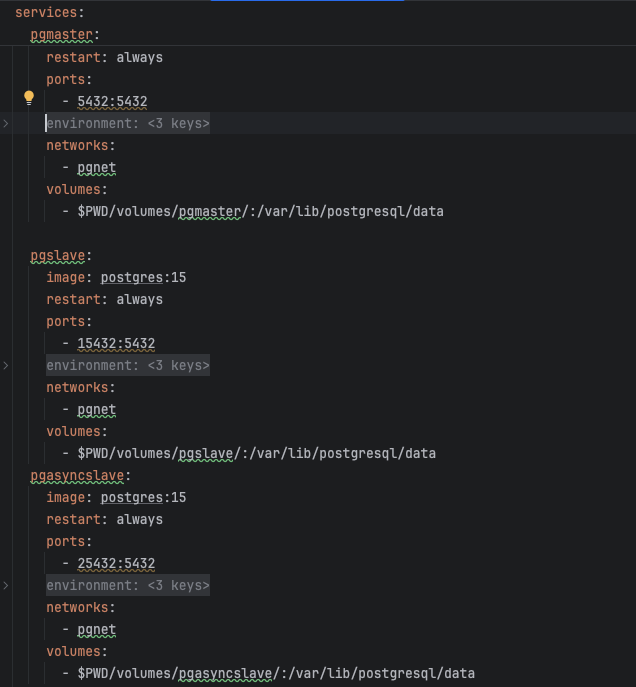 services:
pgmaster:
restart: always
ports:
- 5432:5432
environment: <3 keys>
networks:
- pgnet
volumes:
- $PWD/volumes/pgmaster/:/var/lib/postgresql/data
pgslave:
image: postgres:15
restart: always
ports:
- 15432:5432
environment: <3 keys>
networks:
- pgnet
volumes:
- $PWD/volumes/pgslave/:/var/lib/postgresql/data
pgasyncslave:
image: postgres:15
restart: always
ports:
- 25432:5432
environment: <3 keys>
networks:
- pgnet
volumes:
- $PWD/volumes/pgasyncslave/:/var/lib/postgresql/data